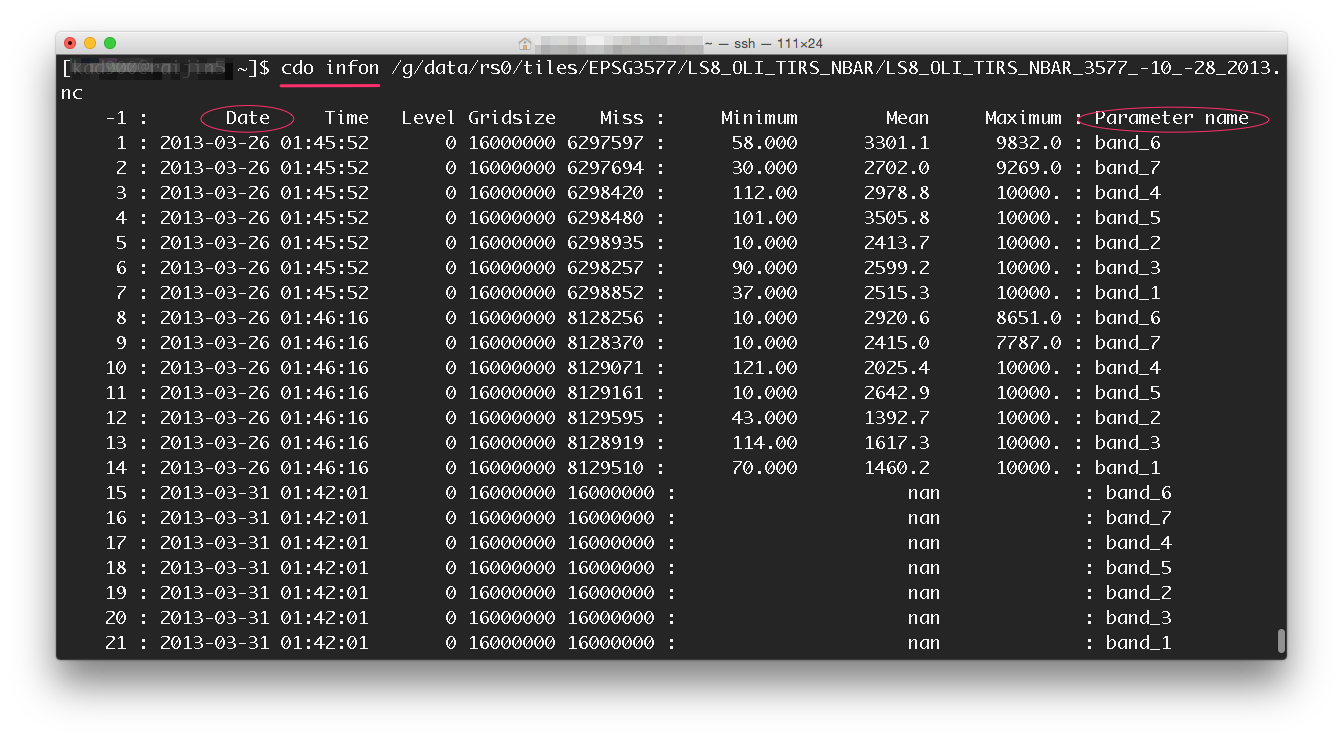 ~ — ssh — 111×24
[ ~]$ cdo infon /g/data/rs0/tiles/EPSG3577/LS8_OLI_TIRS_NBAR/LS8_OLI_TIRS_NBAR_3577_-10_-28_2013.
nc
-1 : Date Time Level Gridsize Miss : Minimum Mean Maximum : Parameter name
1 : 2013-03-26 01:45:52 0 16000000 6297597 : 58.000 3301.1 9832.0 : band_6
2 : 2013-03-26 01:45:52 0 16000000 6297694 : 30.000 2702.0 9269.0 : band_7
3 : 2013-03-26 01:45:52 0 16000000 6298420 : 112.00 2978.8 10000. : band_4
4 : 2013-03-26 01:45:52 0 16000000 6298480 : 101.00 3505.8 10000. : band_5
5 : 2013-03-26 01:45:52 0 16000000 6298935 : 10.000 2413.7 10000. : band_2
6 : 2013-03-26 01:45:52 0 16000000 6298257 : 90.000 2599.2 10000. : band_3
7 : 2013-03-26 01:45:52 0 16000000 6298852 : 37.000 2515.3 10000. : band_1
8 : 2013-03-26 01:46:16 0 16000000 8128256 : 10.000 2920.6 8651.0 : band_6
9 : 2013-03-26 01:46:16 0 16000000 8128370 : 10.000 2415.0 7787.0 : band_7
10 : 2013-03-26 01:46:16 0 16000000 8129071 : 121.00 2025.4 10000. : band_4
11 : 2013-03-26 01:46:16 0 16000000 8129161 : 10.000 2642.9 10000. : band_5
12 : 2013-03-26 01:46:16 0 16000000 8129595 : 43.000 1392.7 10000. : band_2
13 : 2013-03-26 01:46:16 0 16000000 8128919 : 114.00 1617.3 10000. : band_3
14 : 2013-03-26 01:46:16 0 16000000 8129510 : 70.000 1460.2 10000. : band_1
15 : 2013-03-31 01:42:01 0 16000000 16000000 : nan : band_6
16 : 2013-03-31 01:42:01 0 16000000 16000000 : nan : band_7
17 : 2013-03-31 01:42:01 0 16000000 16000000 : nan : band_4
18 : 2013-03-31 01:42:01 0 16000000 16000000 : nan : band_5
19 : 2013-03-31 01:42:01 0 16000000 16000000 : nan : band_2
20 : 2013-03-31 01:42:01 0 16000000 16000000 : nan : band_3
21 : 2013-03-31 01:42:01 0 16000000 16000000 : nan : band_1